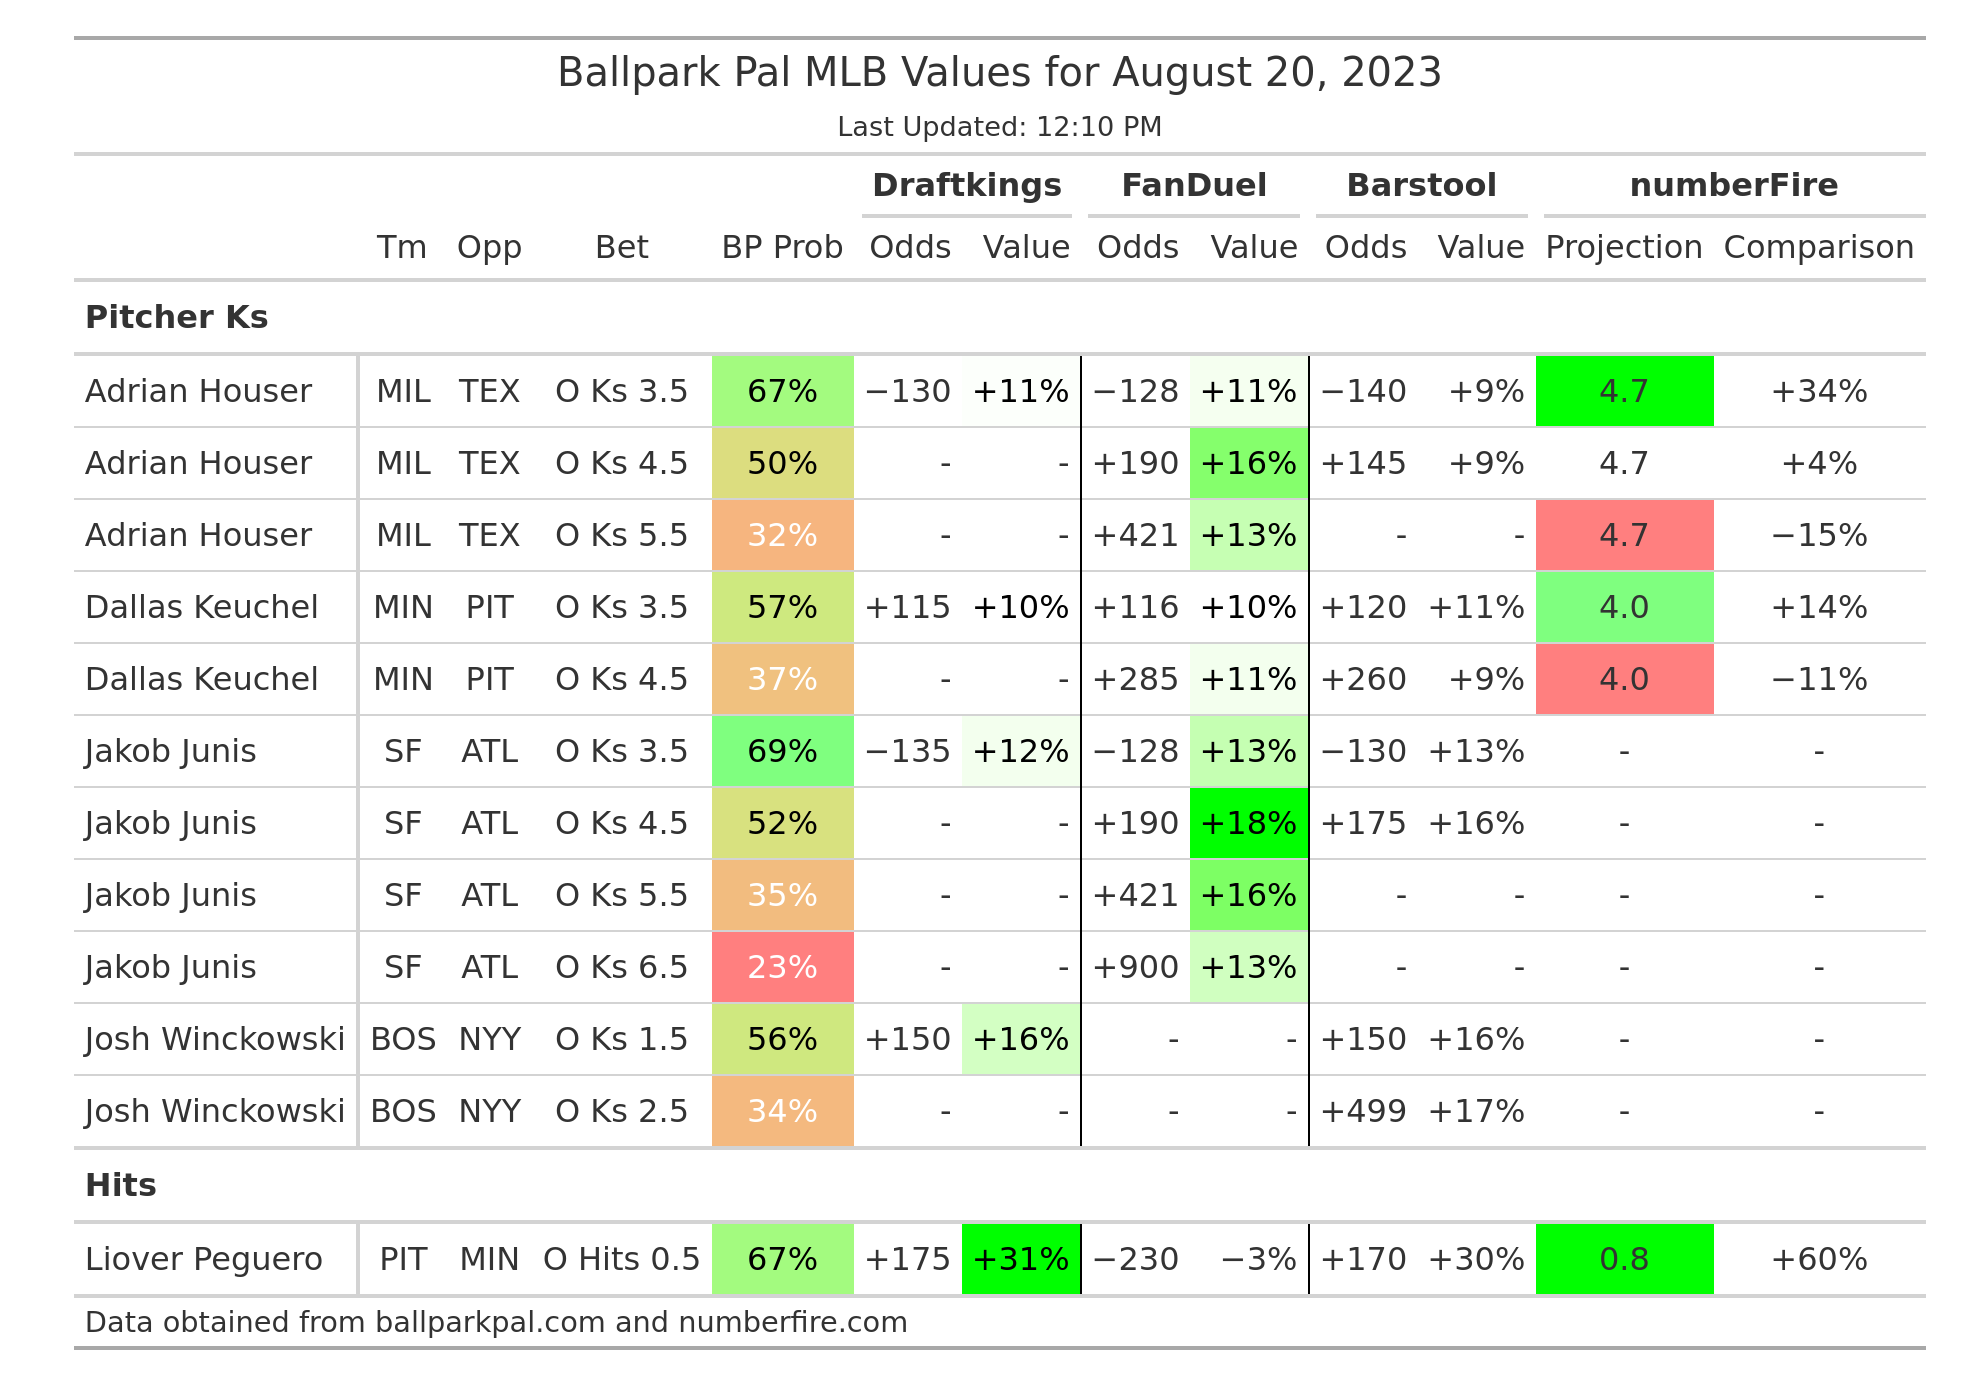 Ballpark Pal MLB Values for August 20, 2023
Last Updated: 12:10 PM
Draftkings FanDuel Barstool numberFire
Tm Opp Bet BP Prob Odds Value Odds Value Odds Value Projection Comparison
Pitcher Ks
Adrian Houser MIL TEX O Ks 3.5 67% −130 +11% −128 +11% −140 +9% 4.7 +34%
Adrian Houser MIL TEX O Ks 4.5 50% - - +190 +16% +145 +9% 4.7 +4%
Adrian Houser MIL TEX O Ks 5.5 32% - - +421 +13% - - 4.7 −15%
Dallas Keuchel MIN PIT O Ks 3.5 57% +115 +10% +116 +10% +120 +11% 4.0 +14%
Dallas Keuchel MIN PIT O Ks 4.5 37% - - +285 +11% +260 +9% 4.0 −11%
Jakob Junis SF ATL O Ks 3.5 69% −135 +12% −128 +13% −130 +13% - -
Jakob Junis SF ATL O Ks 4.5 52% - - +190 +18% +175 +16% - -
Jakob Junis SF ATL O Ks 5.5 35% - - +421 +16% - - - -
Jakob Junis SF ATL O Ks 6.5 23% - - +900 +13% - - - -
Josh Winckowski BOS NYY O Ks 1.5 56% +150 +16% - - +150 +16% - -
Josh Winckowski BOS NYY O Ks 2.5 34% - - - - +499 +17% - -
Hits
Liover Peguero PIT MIN O Hits 0.5 67% +175 +31% −230 −3% +170 +30% 0.8 +60%
Data obtained from ballparkpal.com and numberfire.com